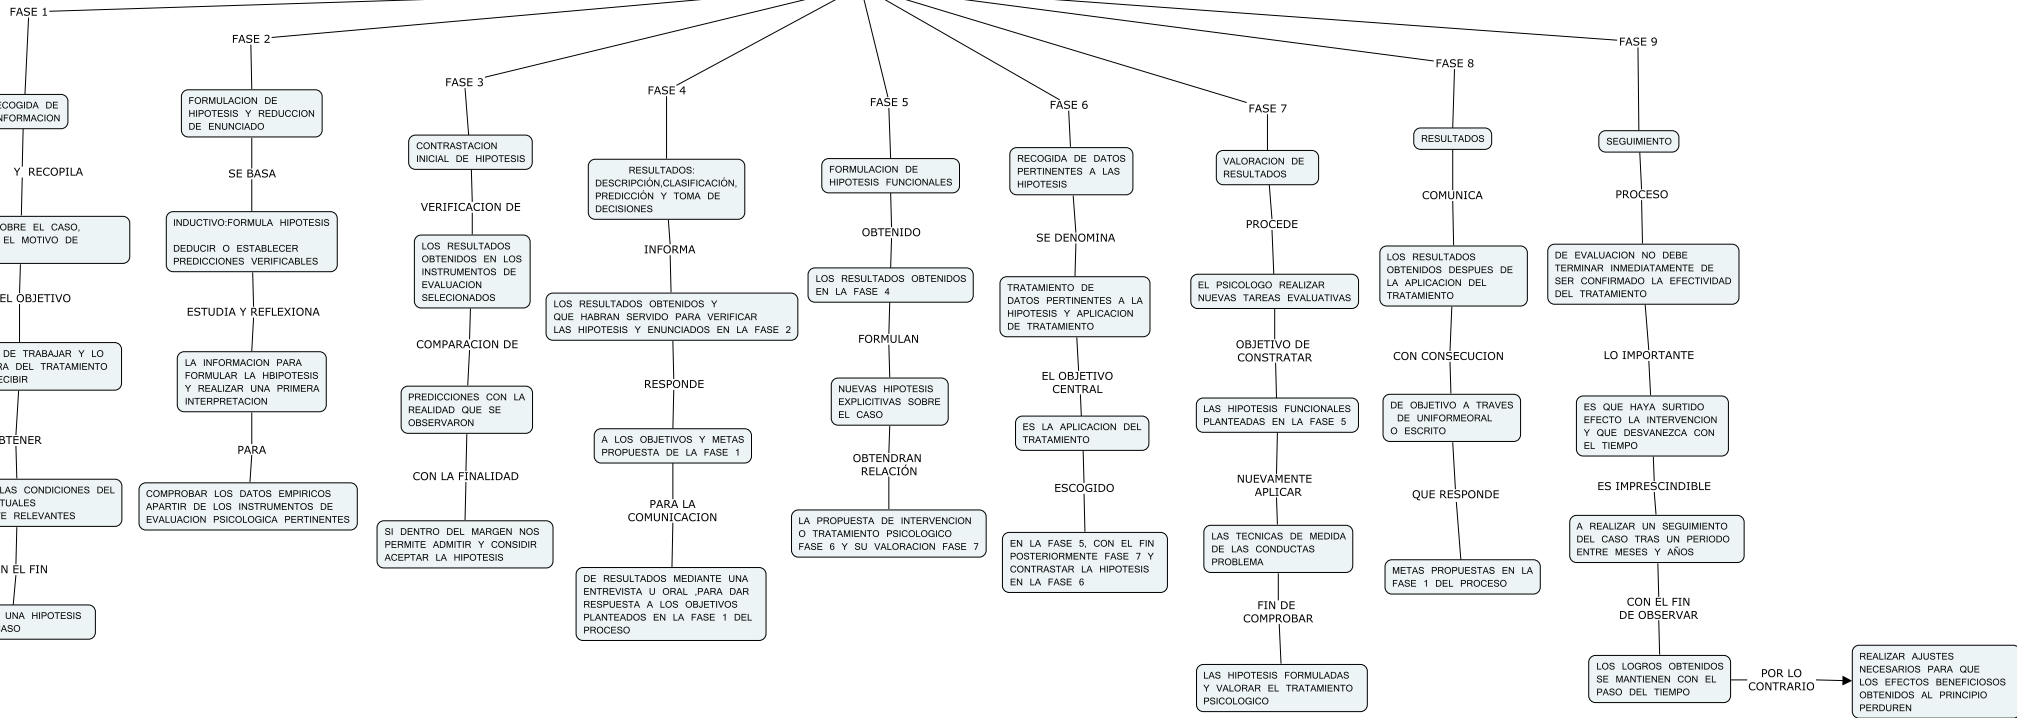 FASE 1
ECOGIDA DE
NFORMACION
Y RECOPILA
OBRE EL CASO,
EL MOTIVO DE
EL OBJETIVO
DE TRABAJAR Y LO
RA DEL TRATAMIENTO
ECIBIR
BTENER
LAS CONDICIONES DEL
TUALES
TE RELEVANTES
N EL FIN
UNA HIPOTESIS
ASO
FASE 2
FORMULACION DE
HIPOTESIS Y REDUCCION
DE ENUNCIADO
SE BASA
INDUCTIVO:FORMULA HIPOTESIS
DEDUCIR O ESTABLECER
PREDICCIONES VERIFICABLES
ESTUDIA Y REFLEXIONA
LA INFORMACION PARA
FORMULAR LA HBIPOTESIS
Y REALIZAR UNA PRIMERA
INTERPRETACION
PARA
COMPROBAR LOS DATOS EMPIRICOS
APARTIR DE LOS INSTRUMENTOS DE
EVALUACION PSICOLOGICA PERTINENTES
FASE 3
CONTRASTACION
INICIAL DE HIPOTESIS
VERIFICACION DE
LOS RESULTADOS
OBTENIDOS EN LOS
INSTRUMENTOS DE
EVALUACION
SELECIONADOS
COMPARACION DE
PREDICCIONES CON LA
REALIDAD QUE SE
OBSERVARON
CON LA FINALIDAD
SI DENTRO DEL MARGEN NOS
PERMITE ADMITIR Y CONSIDIR
ACEPTAR LA HIPOTESIS
FASE 4
RESULTADOS:
DESCRIPCIÓN,CLASIFICACIÓN,
PREDICCIÓN Y TOMA DE
DECISIONES
INFORMA
LOS RESULTADOS OBTENIDOS Y
QUE HABRAN SERVIDO PARA VERIFICAR
LAS HIPOTESIS Y ENUNCIADOS EN LA FASE 2
RESPONDE
A LOS OBJETIVOS Y METAS
PROPUESTA DE LA FASE 1
PARA LA
COMUNICACION
DE RESULTADOS MEDIANTE UNA
ENTREVISTA U ORAL ,PARA DAR
RESPUESTA A LOS OBJETIVOS
PLANTEADOS EN LA FASE 1 DEL
PROCESO
FASE 5
FORMULACION DE
HIPOTESIS FUNCIONALES
OBTENIDO
LOS RESULTADOS OBTENIDOS
EN LA FASE 4
FORMULAN
NUEVAS HIPOTESIS
EXPLICITIVAS SOBRE
EL CASO
OBTENDRAN
RELACIÓN
LA PROPUESTA DE INTERVENCION
O TRATAMIENTO PSICOLOGICO
FASE 6 Y SU VALORACION FASE 7
FASE 6
RECOGIDA DE DATOS
PERTINENTES A LAS
HIPOTESIS
SE DENOMINA
TRATAMIENTO DE
DATOS PERTINENTES A LA
HIPOTESIS Y APLICACION
DE TRATAMIENTO
EL OBJETIVO
CENTRAL
ES LA APLICACION DEL
TRATAMIENTO
ESCOGIDO
EN LA FASE 5, CON EL FIN
POSTERIORMENTE FASE 7 Y
CONTRASTAR LA HIPOTESIS
EN LA FASE 6
FASE 7
VALORACION DE
RESULTADOS
PROCEDE
EL PSICOLOGO REALIZAR
NUEVAS TAREAS EVALUATIVAS
OBJETIVO DE
CONSTRATAR
LAS HIPOTESIS FUNCIONALES
PLANTEADAS EN LA FASE 5
NUEVAMENTE
APLICAR
LAS TECNICAS DE MEDIDA
DE LAS CONDUCTAS
PROBLEMA
FIN DE
COMPROBAR
LAS HIPOTESIS FORMULADAS
Y VALORAR EL TRATAMIENTO
PSICOLOGICO
FASE 8
RESULTADOS
COMUNICA
LOS RESULTADOS
OBTENIDOS DESPUES DE
LA APLICACION DEL
TRATAMIENTO
CON CONSECUCION
DE OBJETIVO A TRAVES
DE UNIFORMEORAL
O ESCRITO
QUE RESPONDE
METAS PROPUESTAS EN LA
FASE 1 DEL PROCESO
FASE 9
SEGUIMIENTO
PROCESO
DE EVALUACION NO DEBE
TERMINAR INMEDIATAMENTE DE
SER CONFIRMADO LA EFECTIVIDAD
DEL TRATAMIENTO
LO IMPORTANTE
ES QUE HAYA SURTIDO
EFECTO LA INTERVENCION
Y QUE DESVANEZCA CON
EL TIEMPO
ES IMPRESCINDIBLE
A REALIZAR UN SEGUIMIENTO
DEL CASO TRAS UN PERIODO
ENTRE MESES Y AÑOS
CON EL FIN
DE OBSERVAR
LOS LOGROS OBTENIDOS
SE MANTIENEN CON EL
PASO DEL TIEMPO
POR LO
CONTRARIO
REALIZAR AJUSTES
NECESARIOS PARA QUE
LOS EFECTOS BENEFICIOSOS
OBTENIDOS AL PRINCIPIO
PERDUREN